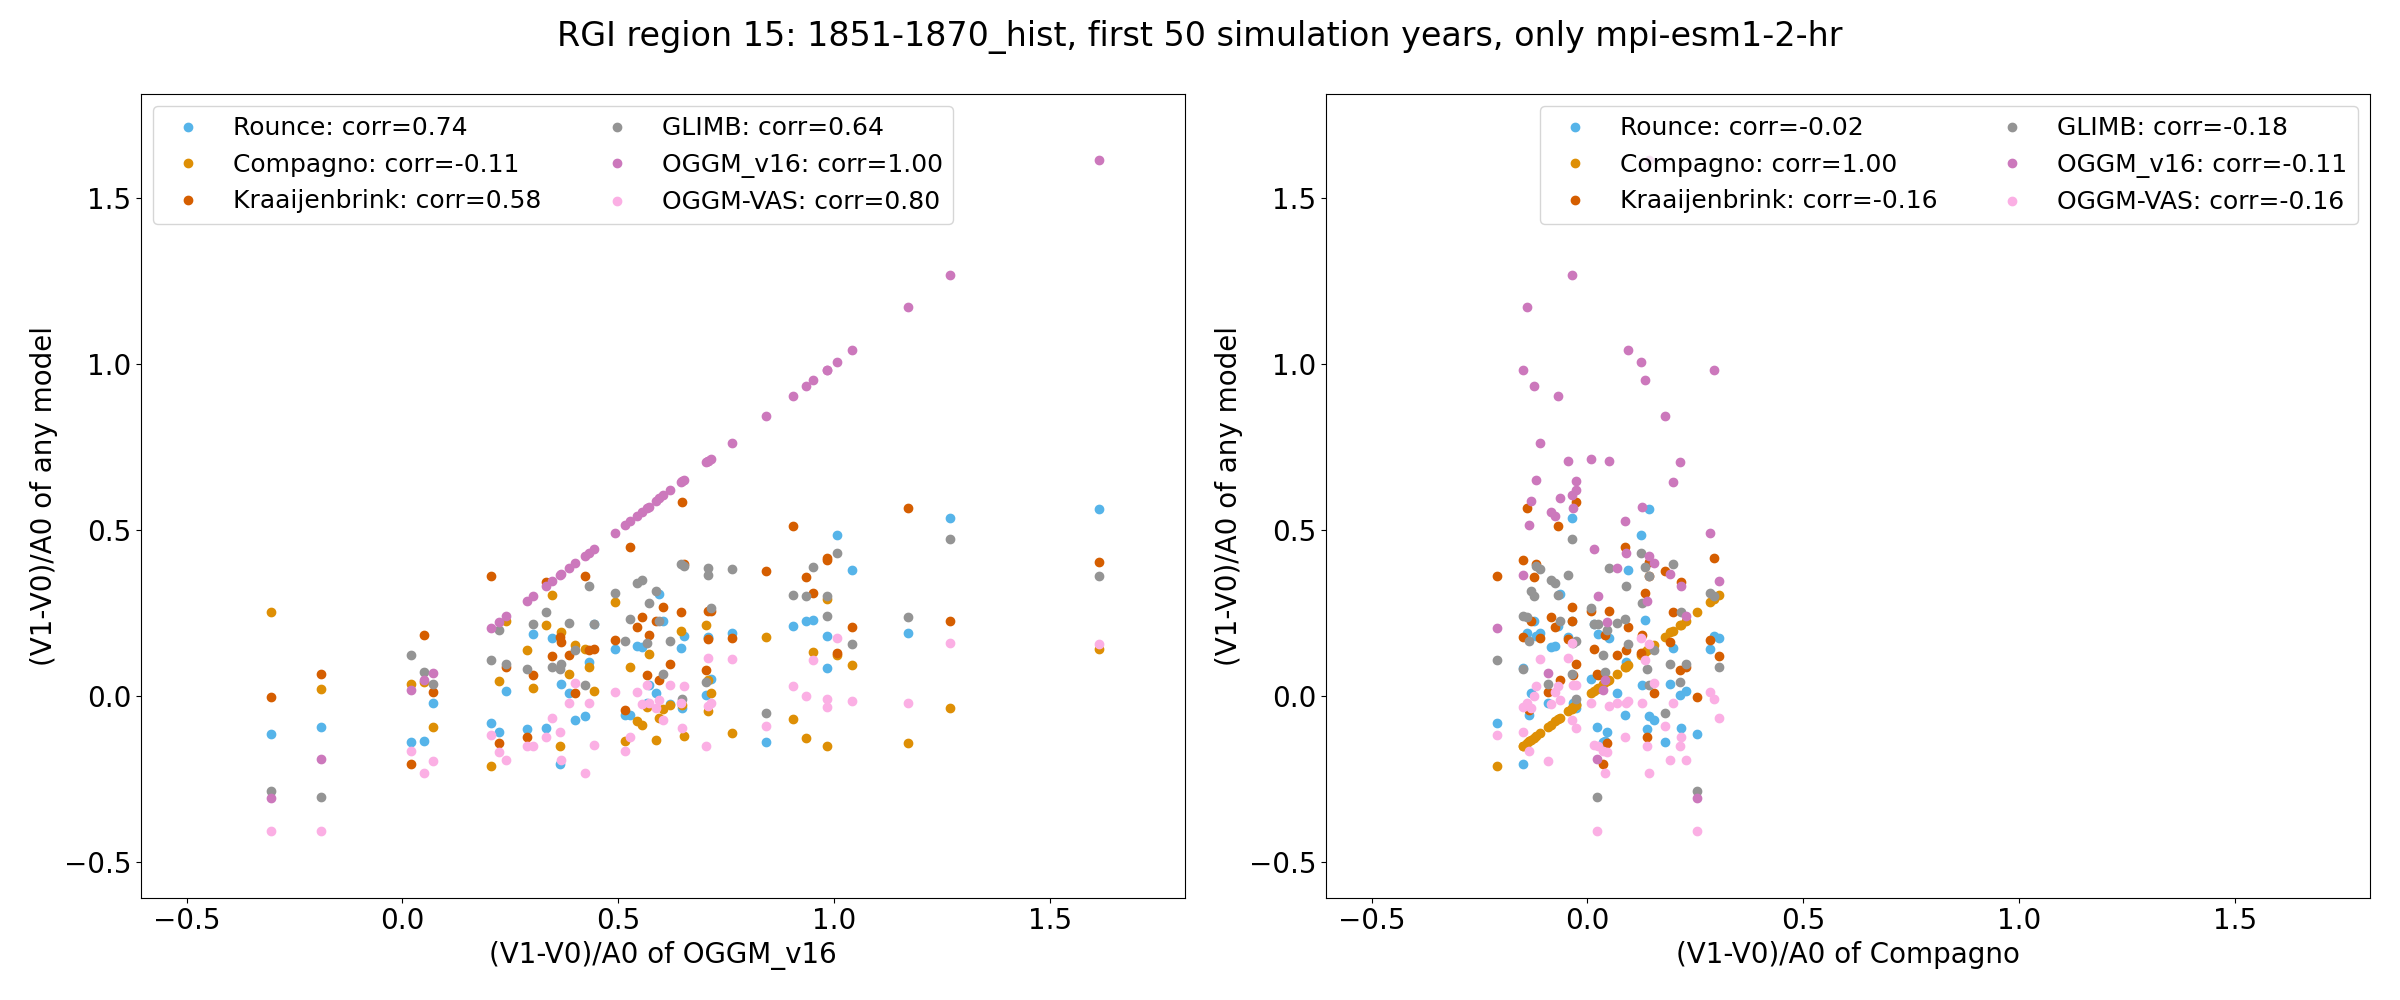 RGI region 15: 1851-1870_hist, first 50 simulation years, only mpi-esm1-2-hr
Rounce: corr=0.74
Compagno: corr=-0.11
Kraaijenbrink: corr=0.58
GLIMB: corr=0.64
OGGM_v16: corr=1.00
OGGM-VAS: corr=0.80
1.5
1.0
0.5
0.0
−0.5
(V1-V0)/A0 of any model
−0.5 0.0 0.5 1.0 1.5
(V1-V0)/A0 of OGGM_v16
Rounce: corr=-0.02
Compagno: corr=1.00
Kraaijenbrink: corr=-0.16
GLIMB: corr=-0.18
OGGM_v16: corr=-0.11
OGGM-VAS: corr=-0.16
1.5
1.0
0.5
0.0
−0.5
(V1-V0)/A0 of any model
−0.5 0.0 0.5 1.0 1.5
(V1-V0)/A0 of Compagno